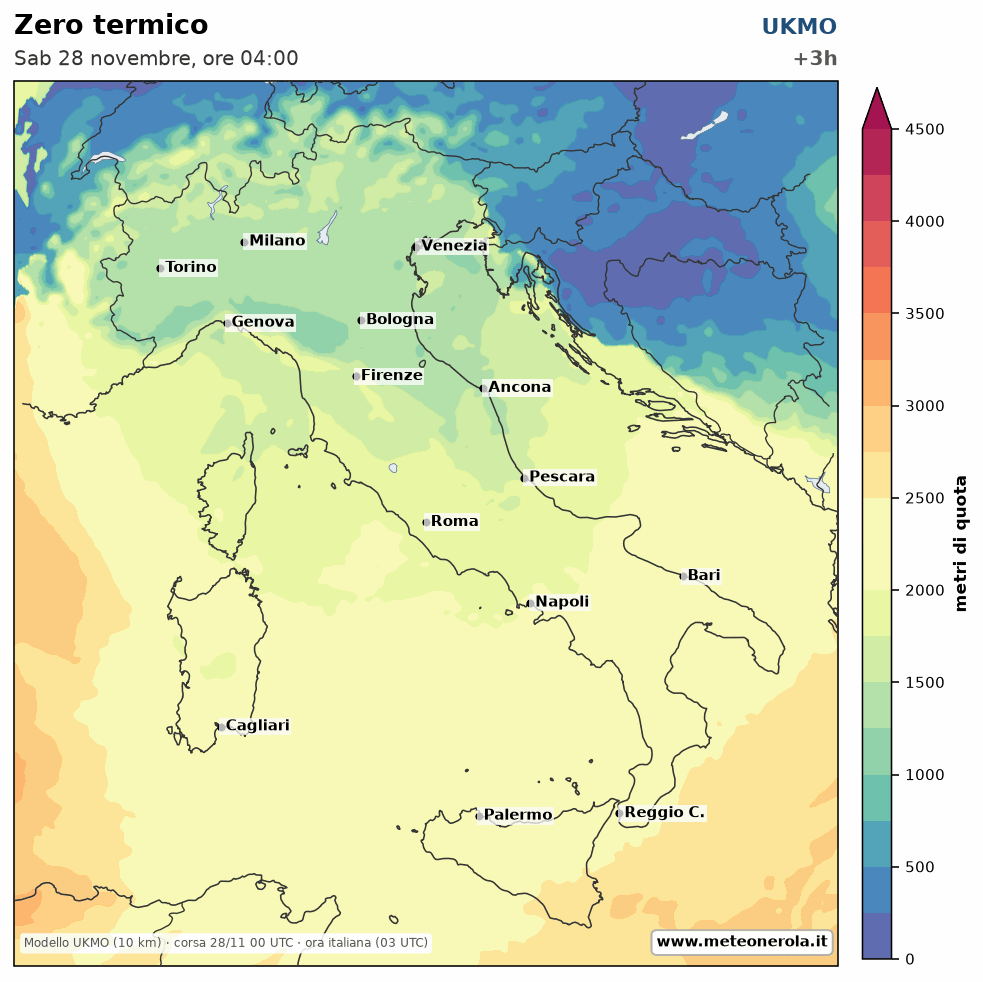 Zero termico
UKMO
Sab 28 novembre, ore 04:00
+3h
Milano
Venezia
Torino
Genova
Bologna
Firenze
Ancona
Pescara
Roma
Bari
Napoli
Cagliari
Palermo
Reggio C.
4500
4000
3500
3000
2500
2000
1500
1000
500
0
metri di quota
Modello UKMO (10 km) · corsa 28/11 00 UTC · ora italiana (03 UTC)
www.meteonerola.it